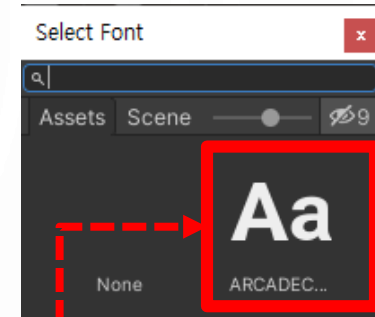 Select Font
x
Assets Scene 9
Aa
None ARCADEC...